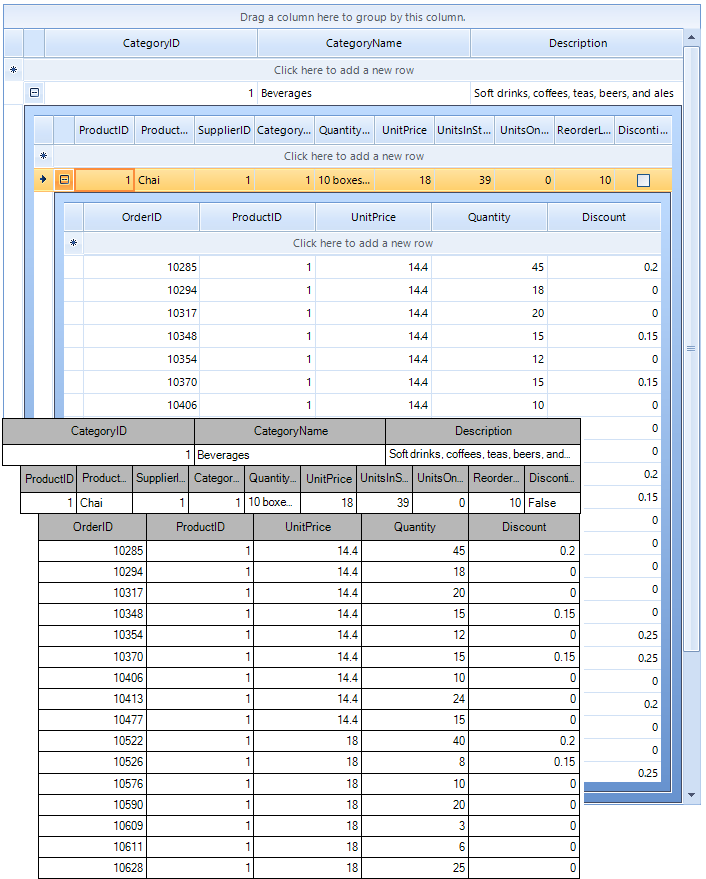 Drag a column here to group by this column.
CategoryID CategoryName Description
Click here to add a new row
1 Beverages Soft drinks, coffees, teas, beers, and ales
ProductID Product... SupplierID Category... Quantity... UnitPrice UnitsInSt... UnitsOn... ReorderL... Disconti...
Click here to add a new row
1 Chai 1 1 10 boxes... 18 39 0 10
OrderID ProductID UnitPrice Quantity Discount
Click here to add a new row
10285 1 14.4 45 0.2
10294 1 14.4 18 0
10317 1 14.4 20 0
10348 1 14.4 15 0.15
10354 1 14.4 12 0
10370 1 14.4 15 0.15
10406 1 14.4 10 0
0
0
0.2
0.15
0
0
0
0
0
0.25
0.25
0
0.2
0
0
0.25
CategoryID CategoryName Description
1 Beverages Soft drinks, coffees, teas, beers, and...
ProductID Product... SupplierI... Categor... Quantity... UnitPrice UnitsInS... UnitsOn... Reorder... Disconti...
1 Chai 1 1 10 boxe... 18 39 0 10 False
OrderID ProductID UnitPrice Quantity Discount
10285 1 14.4 45 0.2
10294 1 14.4 18 0
10317 1 14.4 20 0
10348 1 14.4 15 0.15
10354 1 14.4 12 0
10370 1 14.4 15 0.15
10406 1 14.4 10 0
10413 1 14.4 24 0
10477 1 14.4 15 0
10522 1 18 40 0.2
10526 1 18 8 0.15
10576 1 18 10 0
10590 1 18 20 0
10609 1 18 3 0
10611 1 18 6 0
10628 1 18 25 0